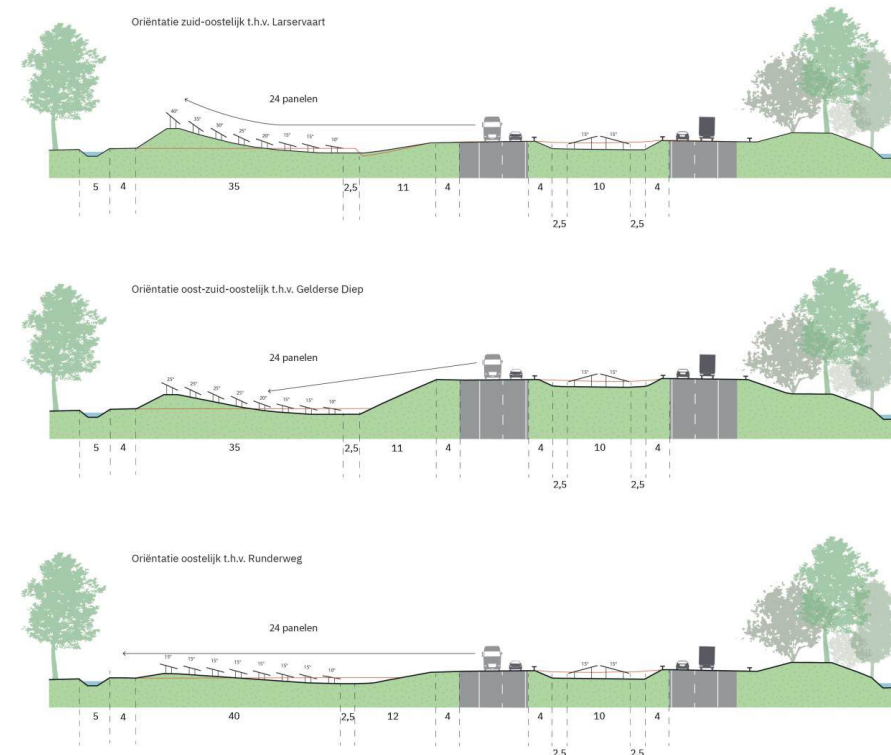 Oriëntatie zuid-oostelijk t.h.v. Larservaart
24 panelen
40° 35° 30° 25° 20° 15° 15° 10° 15° 15°
5 4 35 2,5 11 4 4 10 4
2,5 2,5
Oriëntatie oost-zuid-oostelijk t.h.v. Gelderse Diep
24 panelen
25° 25° 25° 25° 20° 15° 15° 10° 15° 15°
5 4 35 2,5 11 4 4 10 4
2,5 2,5
Oriëntatie oostelijk t.h.v. Runderweg
24 panelen
15° 15° 15° 15° 15° 15° 15° 10° 15° 15°
5 4 40 2,5 12 4 4 10 4
2,5 2,5